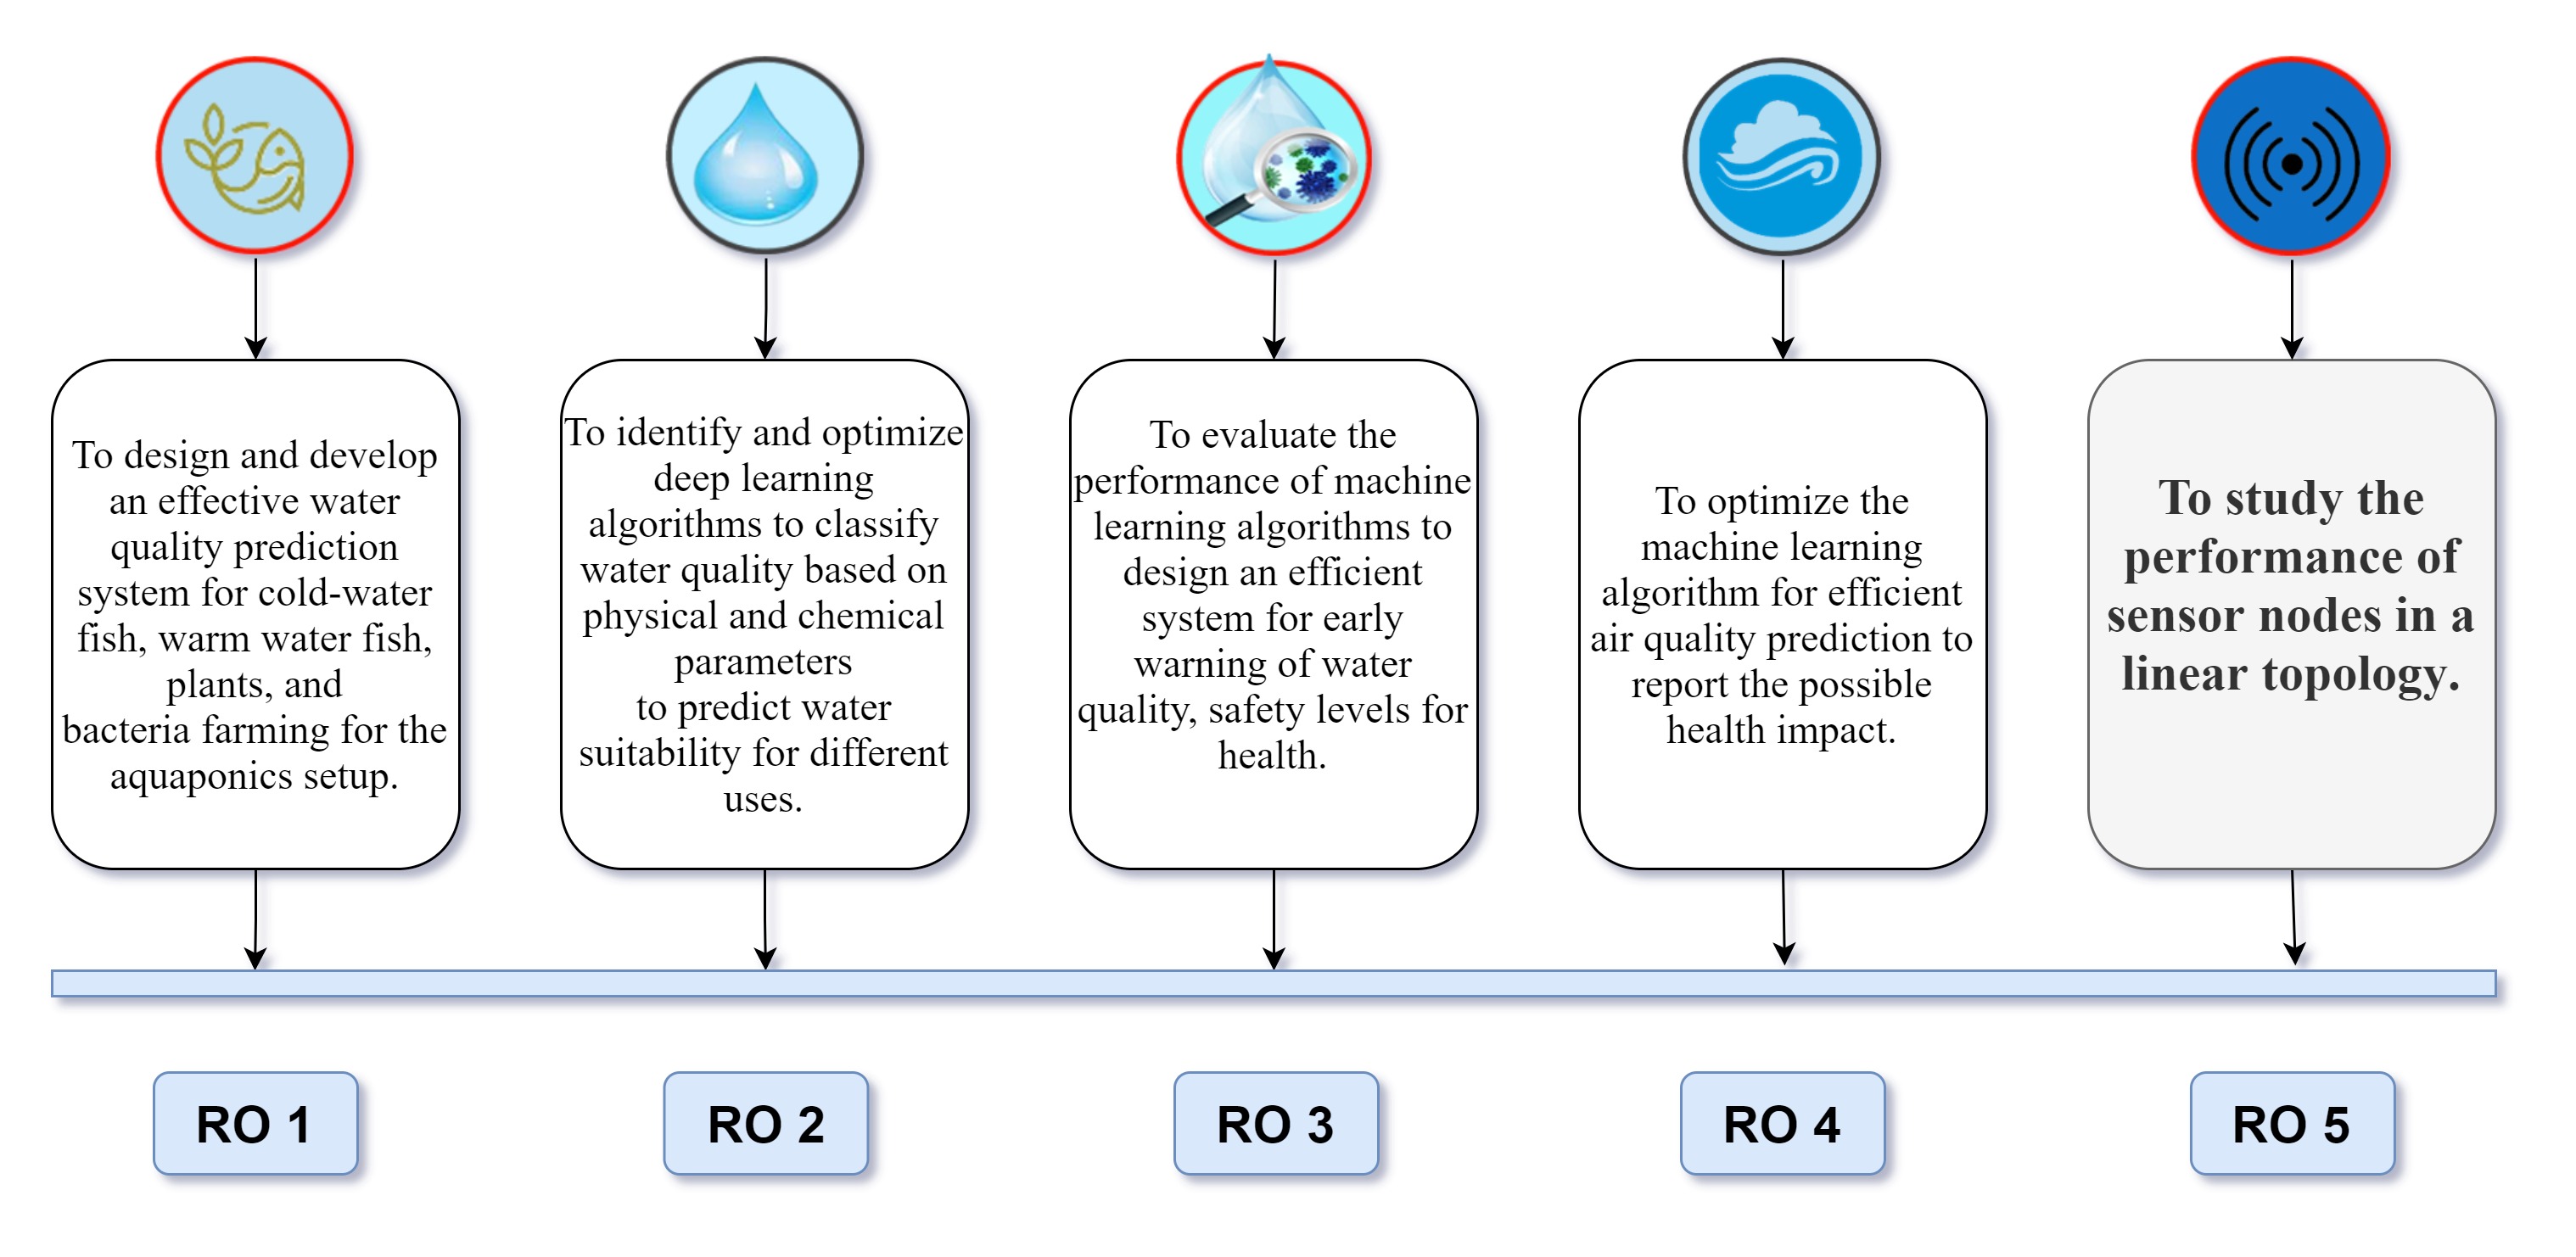 To design and develop
an effective water
quality prediction
system for cold-water
fish, warm water fish,
plants, and
bacteria farming for the
aquaponics setup.
To identify and optimize
deep learning
algorithms to classify
water quality based on
physical and chemical
parameters
to predict water
suitability for different
uses.
To evaluate the
performance of machine
learning algorithms to
design an efficient
system for early
warning of water
quality, safety levels for
health.
To optimize the
machine learning
algorithm for efficient
air quality prediction to
report the possible
health impact.
To study the
performance of
sensor nodes in a
linear topology.
RO 1
RO 2
RO 3
RO 4
RO 5